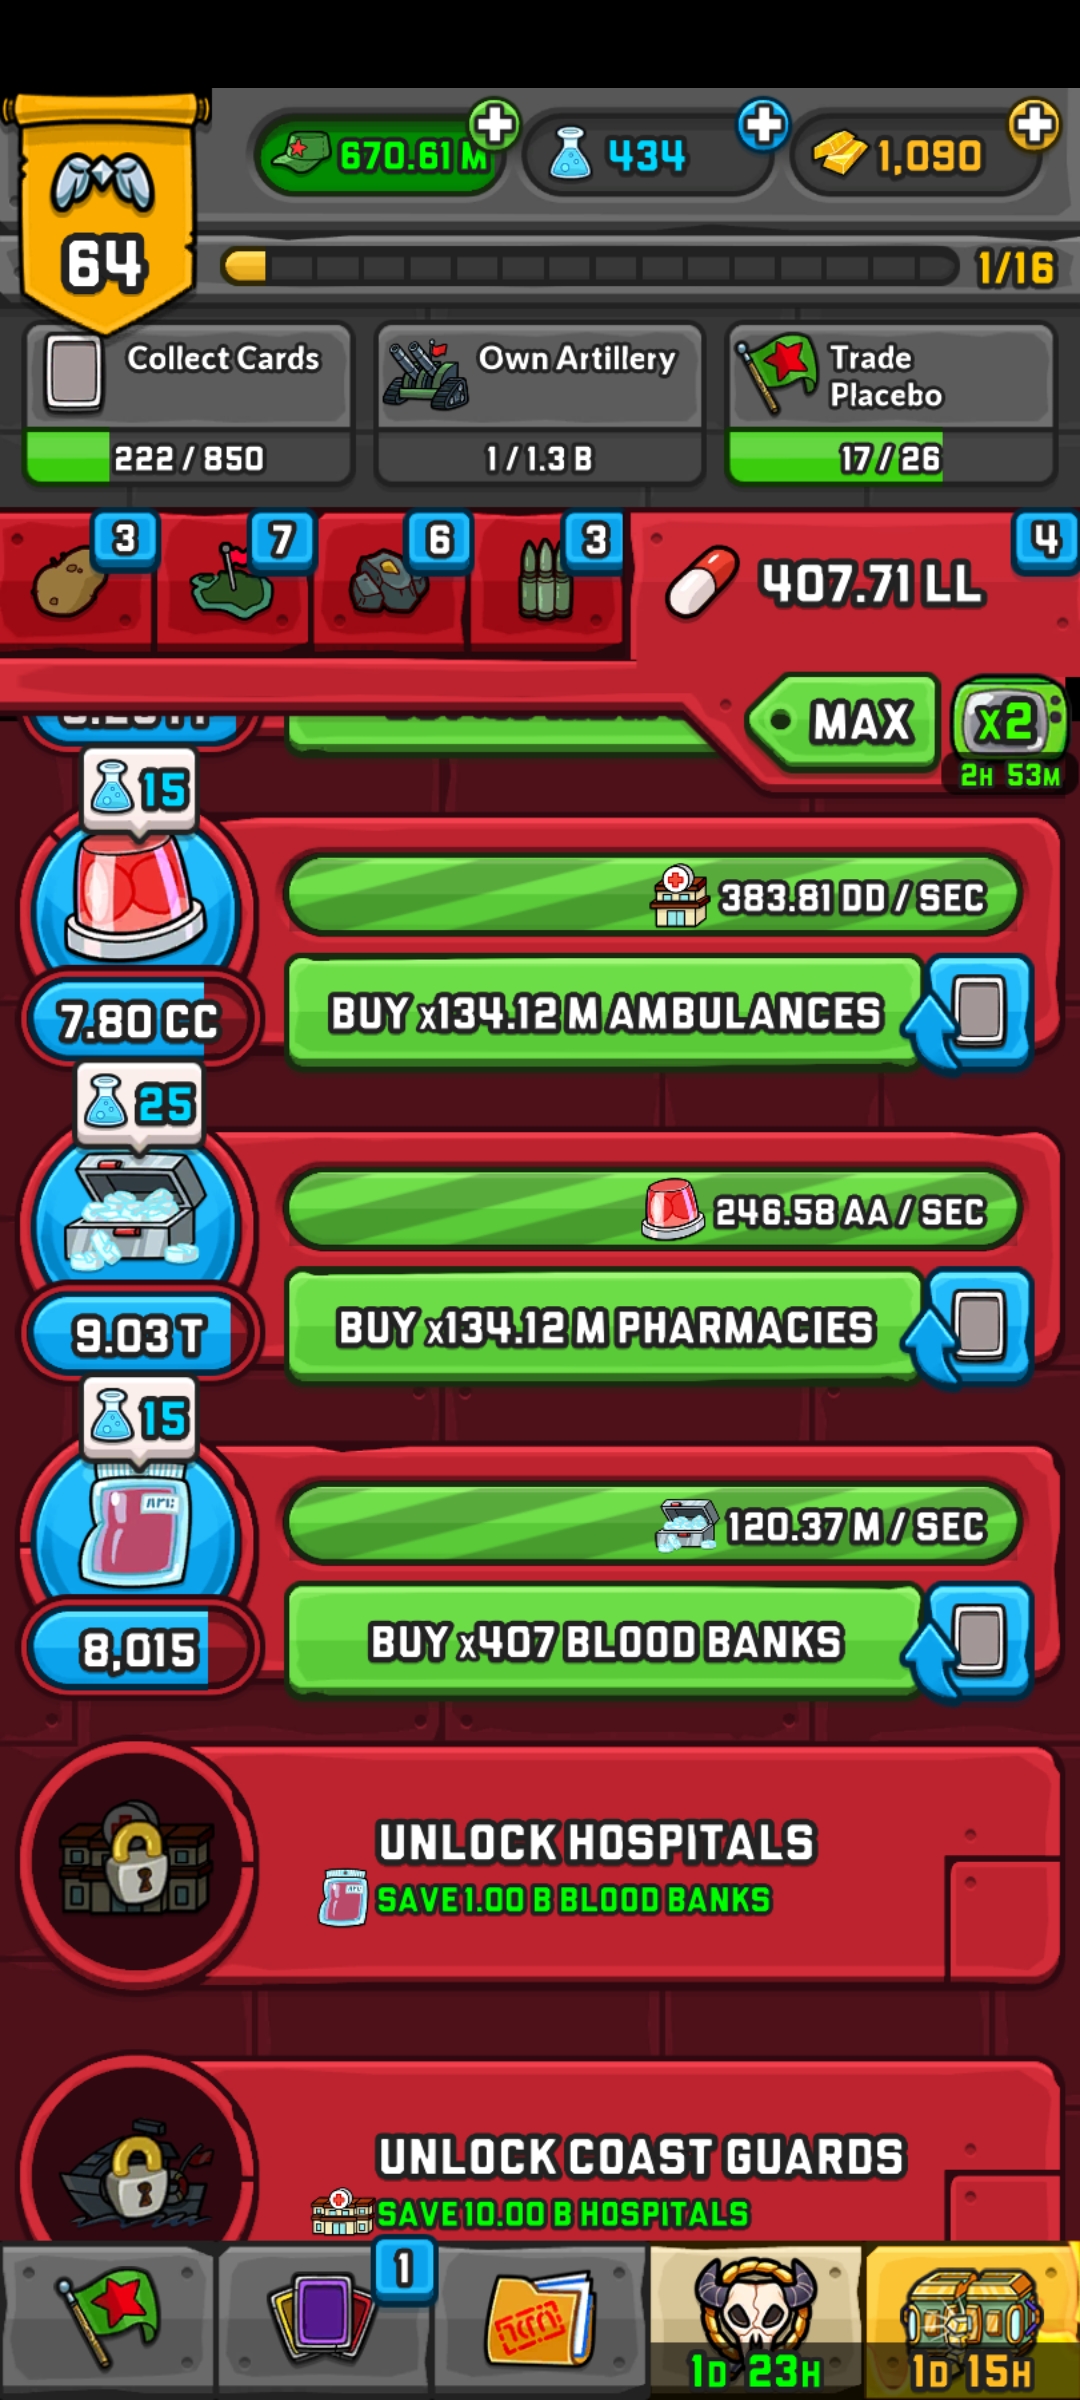 670.61 M
434
1,090
64
1/16
Collect Cards
222 / 850
Own Artillery
1 / 1.3 B
Trade
Placebo
17 / 26
3
7
6
3
4
407.71 LL
MAX
x2
2H 53M
15
383.81 DD / SEC
7.80 CC
BUY x134.12 M AMBULANCES
25
246.58 AA / SEC
9.03 T
BUY x134.12 M PHARMACIES
15
120.37 M / SEC
8,015
BUY x407 BLOOD BANKS
UNLOCK HOSPITALS
SAVE 1.00 B BLOOD BANKS
UNLOCK COAST GUARDS
SAVE 10.00 B HOSPITALS
1
1D 23H
1D 15H